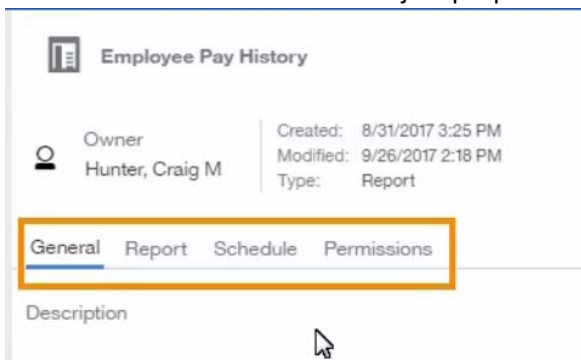 Employee Pay History
Owner
Hunter, Craig M
Created: 8/31/2017 3:25 PM
Modified: 9/26/2017 2:18 PM
Type: Report
General Report Schedule Permissions
Description